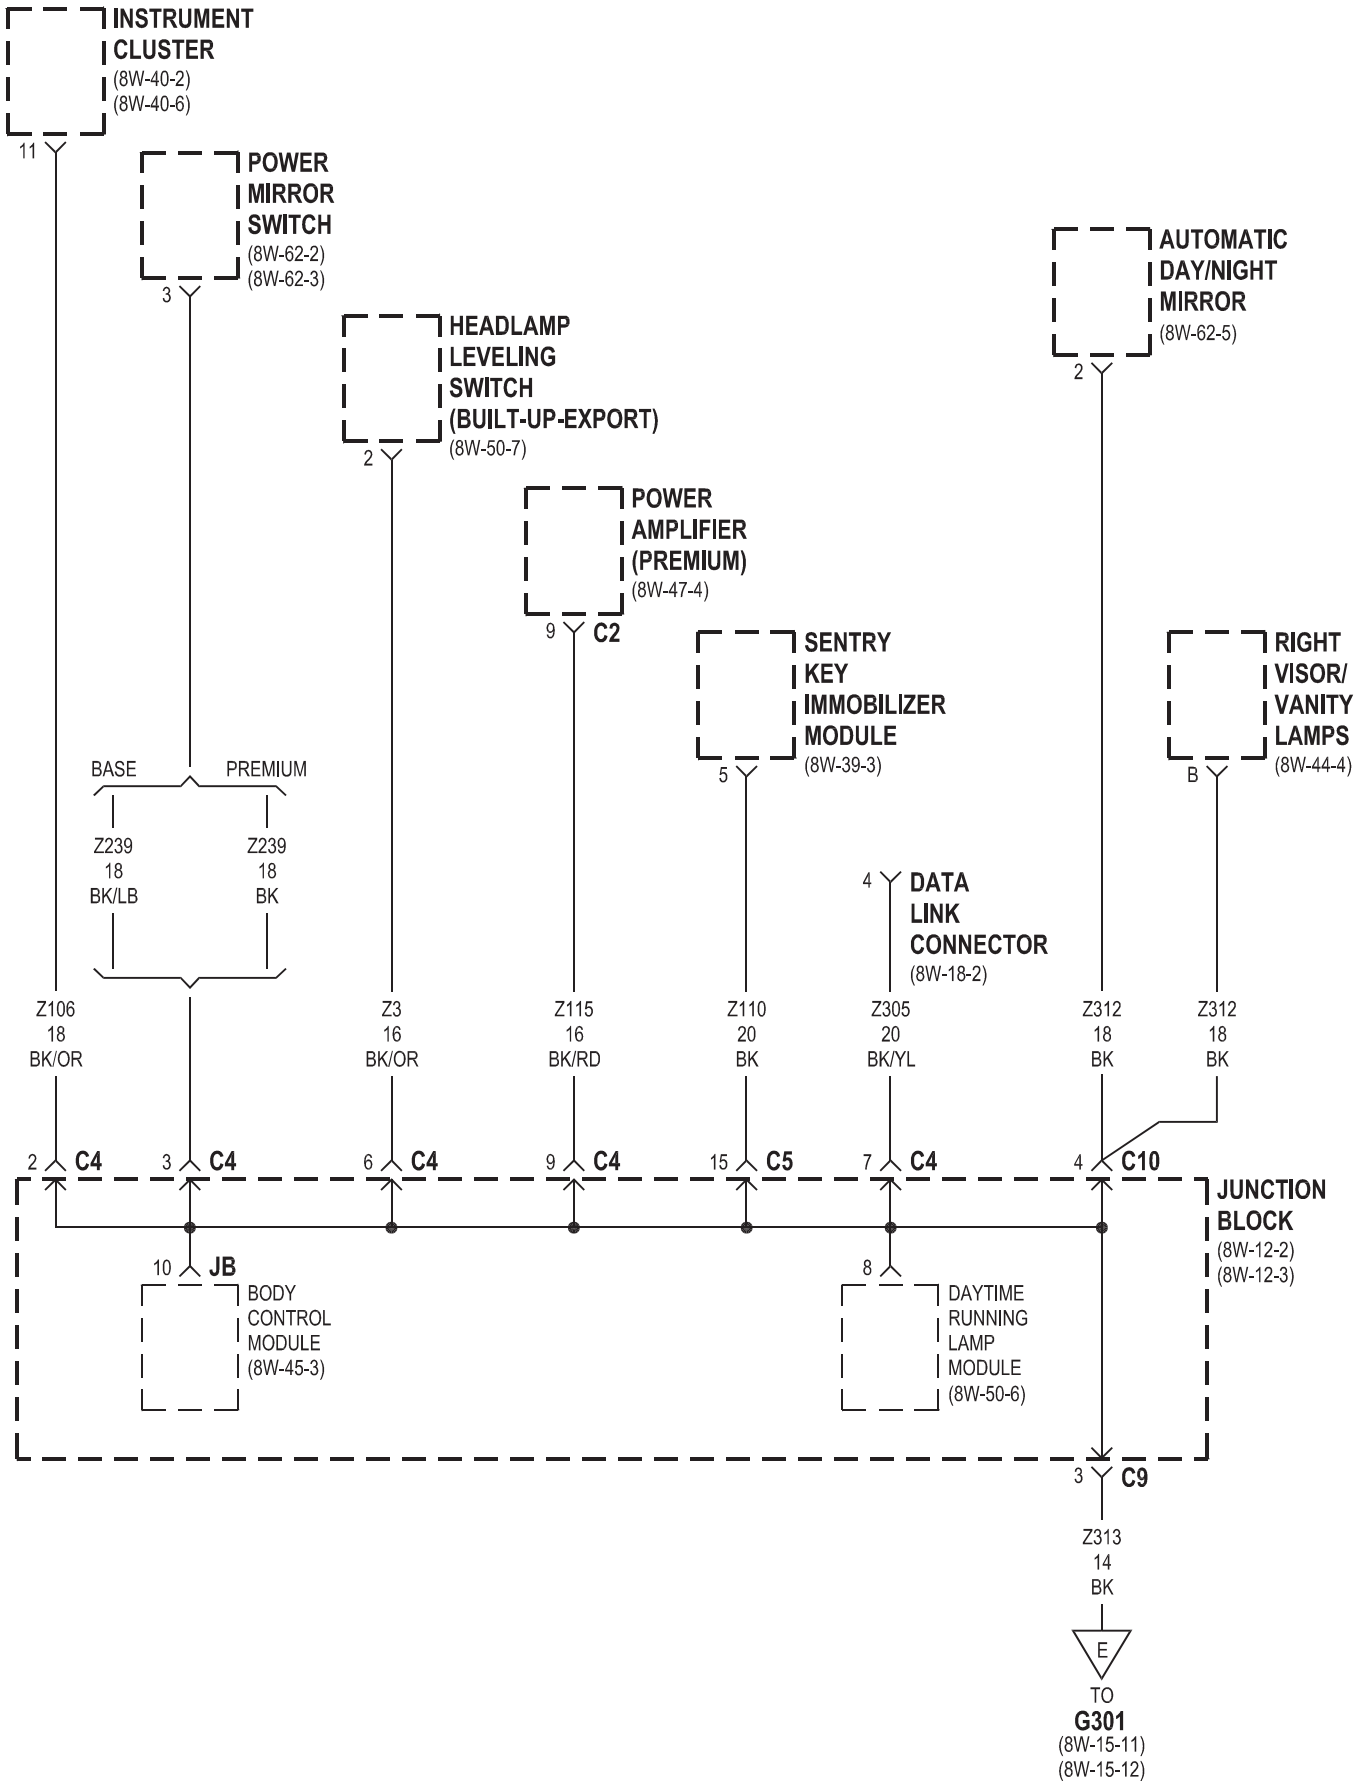 INSTRUMENT
CLUSTER
(8W-40-2)
(8W-40-6)
11
POWER
MIRROR
SWITCH
(8W-62-2)
(8W-62-3)
3
AUTOMATIC
DAY/NIGHT
MIRROR
(8W-62-5)
2
HEADLAMP
LEVELING
SWITCH
(BUILT-UP-EXPORT)
(8W-50-7)
2
POWER
AMPLIFIER
(PREMIUM)
(8W-47-4)
9 C2
SENTRY
KEY
IMMOBILIZER
MODULE
(8W-39-3)
5
RIGHT
VISOR/
VANITY
LAMPS
(8W-44-4)
B
BASE
PREMIUM
Z239
18
BK/LB
Z239
18
BK
4 DATA
LINK
CONNECTOR
(8W-18-2)
Z106
18
BK/OR
Z3
16
BK/OR
Z115
16
BK/RD
Z110
20
BK
Z305
20
BK/YL
Z312
18
BK
Z312
18
BK
2 C4
3 C4
6 C4
9 C4
15 C5
7 C4
4 C10
JUNCTION
BLOCK
(8W-12-2)
(8W-12-3)
10 JB
BODY
CONTROL
MODULE
(8W-45-3)
8
DAYTIME
RUNNING
LAMP
MODULE
(8W-50-6)
3 C9
Z313
14
BK
E
TO
G301
(8W-15-11)
(8W-15-12)